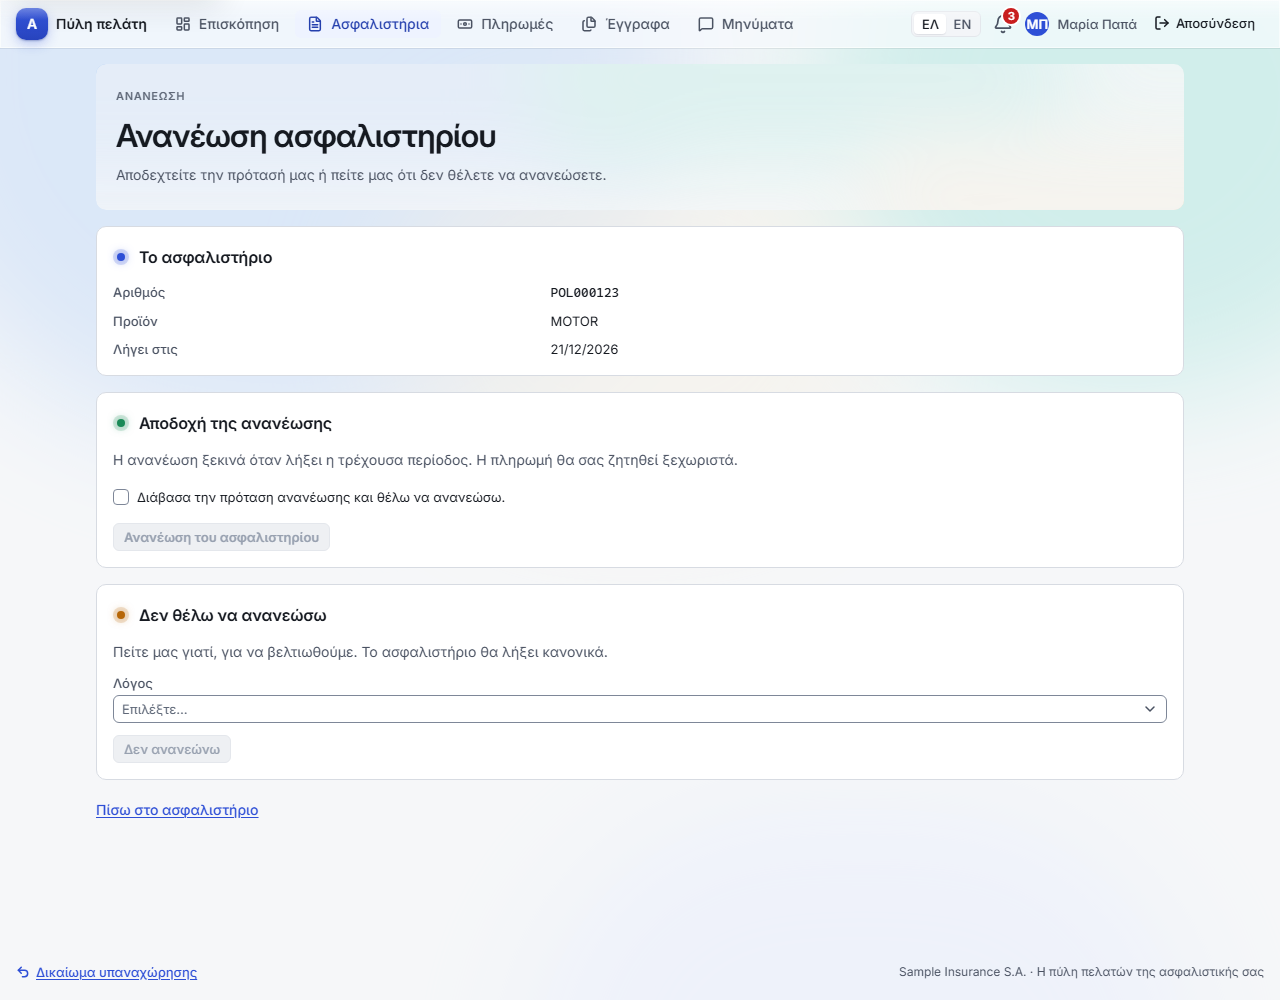 Α Πύλη πελάτη Επισκόπηση Ασφαλιστήρια Πληρωμές Έγγραφα Μηνύματα ΕΛ EN 3 ΜΠ Μαρία Παπά Αποσύνδεση
ΑΝΑΝΕΩΣΗ
Ανανέωση ασφαλιστηρίου
Αποδεχτείτε την πρότασή μας ή πείτε μας ότι δεν θέλετε να ανανεώσετε.
Το ασφαλιστήριο
Αριθμός POL000123
Προϊόν MOTOR
Λήγει στις 21/12/2026
Αποδοχή της ανανέωσης
Η ανανέωση ξεκινά όταν λήξει η τρέχουσα περίοδος. Η πληρωμή θα σας ζητηθεί ξεχωριστά.
Διάβασα την πρόταση ανανέωσης και θέλω να ανανεώσω.
Ανανέωση του ασφαλιστηρίου
Δεν θέλω να ανανεώσω
Πείτε μας γιατί, για να βελτιωθούμε. Το ασφαλιστήριο θα λήξει κανονικά.
Λόγος
Επιλέξτε...
Δεν ανανεώνω
Πίσω στο ασφαλιστήριο
Δικαίωμα υπαναχώρησης Sample Insurance S.A. · Η πύλη πελατών της ασφαλιστικής σας